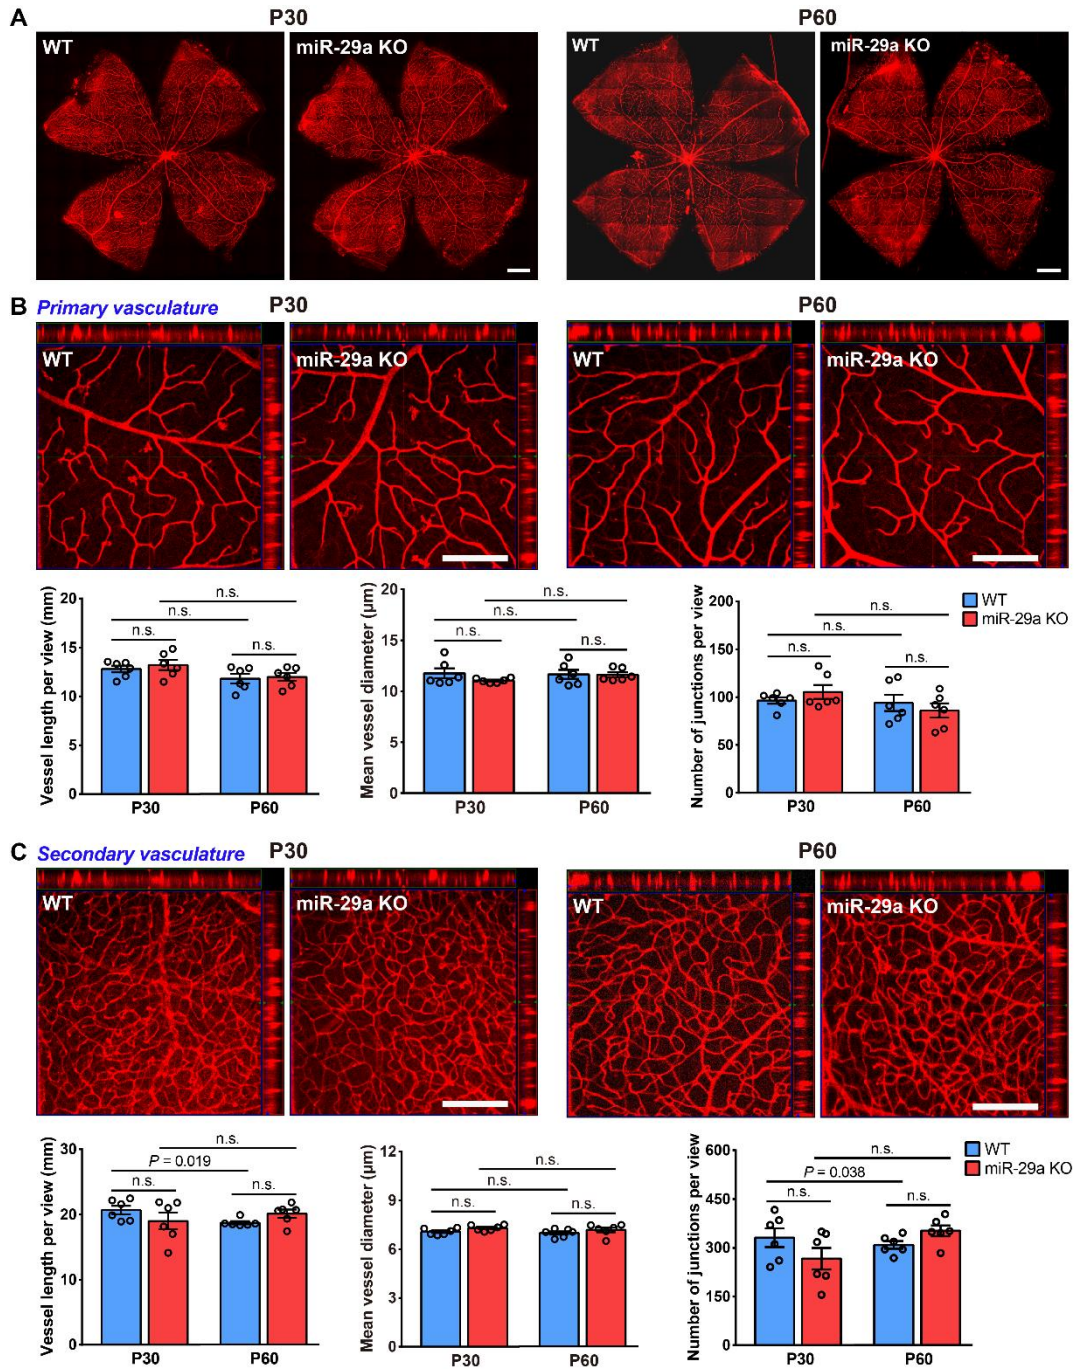 A
P30
P60
WT
miR-29a KO
WT
miR-29a KO
B Primary vasculature
P30
P60
WT
miR-29a KO
WT
miR-29a KO
Vessel length per view (mm)
20
15
10
5
0
n.s.
n.s.
n.s.
n.s.
P30
P60
Mean vessel diameter (µm)
20
15
10
5
0
n.s.
n.s.
n.s.
n.s.
P30
P60
Number of junctions per view
200
150
100
50
0
n.s.
n.s.
n.s.
n.s.
P30
P60
WT
miR-29a KO
C Secondary vasculature
P30
P60
WT
miR-29a KO
WT
miR-29a KO
Vessel length per view (mm)
30
20
10
0
n.s.
P = 0.019
n.s.
n.s.
P30
P60
Mean vessel diameter (µm)
12
9
6
3
0
n.s.
n.s.
n.s.
n.s.
P30
P60
Number of junctions per view
600
450
300
150
0
n.s.
P = 0.038
n.s.
n.s.
P30
P60
WT
miR-29a KO